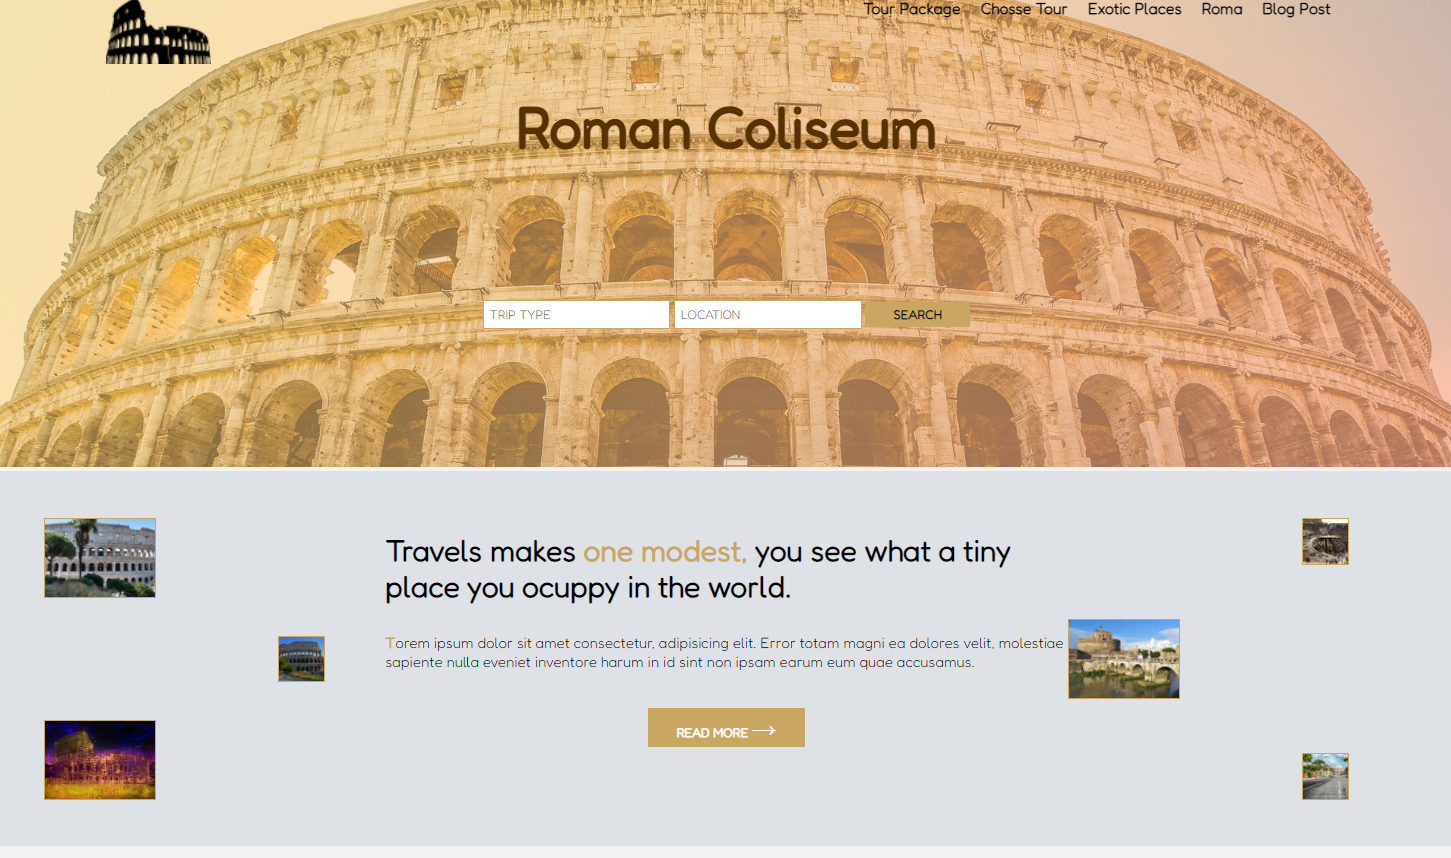 Tour Package Chosse Tour Exotic Places Roma Blog Post
Roman Coliseum
TRIP TYPE LOCATION SEARCH
Travels makes one modest, you see what a tiny
place you ocuppy in the world.
Torem ipsum dolor sit amet consectetur, adipisicing elit. Error totam magni ea dolores velit, molestiae
sapiente nulla eveniet inventore harum in id sint non ipsam earum eum quae accusamus.
READ MORE →